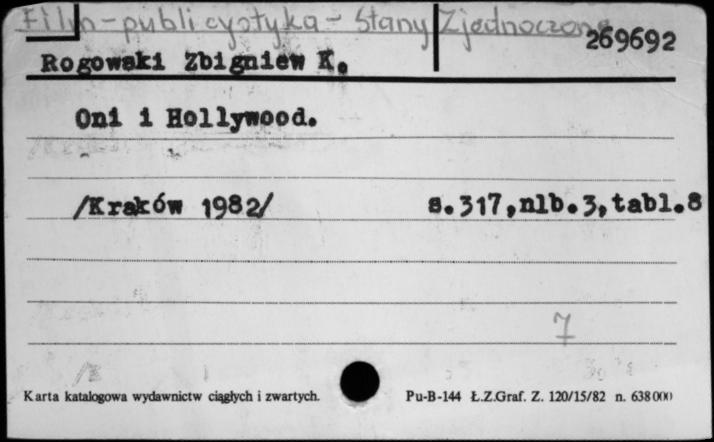 Film - publicystyka - Stany Zjednoczone
269692
Rogowski Zbigniew K.
Oni i Hollywood.
/Kraków 1982/ s.317,nlb.3,tabl.8
7
Karta katalogowa wydawnictw ciągłych i zwartych. Pu-B-144 Ł.Z.Graf. Z. 120/15/82 n. 638000